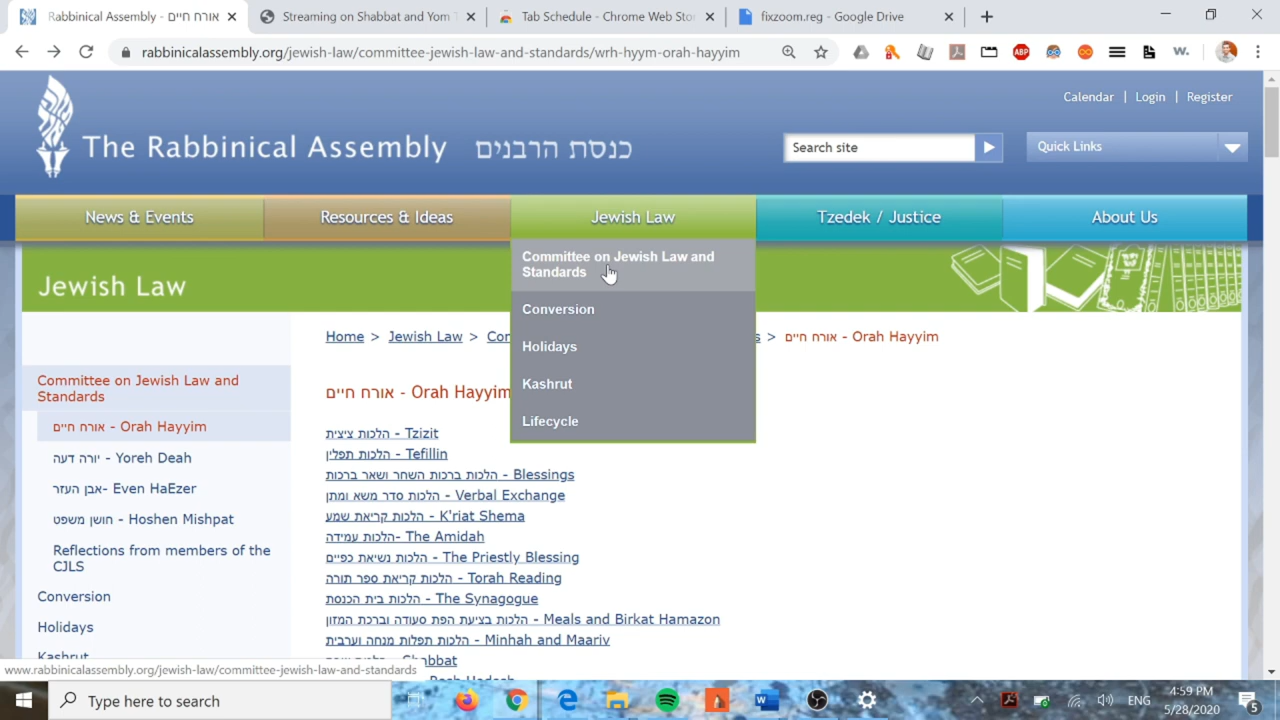 Rabbinical Assembly - אורח חיים
Streaming on Shabbat and Yom T
Tab Schedule - Chrome Web Sto
fixzoom.reg - Google Drive
rabbinicalassembly.org/jewish-law/committee-jewish-law-and-standards/wrh-hyym-orah-hayyim
ABP
w.
Calendar | Login | Register
The Rabbinical Assembly כנסת הרבנים
Search site
Quick Links
News & Events
Resources & Ideas
Jewish Law
Tzedek / Justice
About Us
Committee on Jewish Law and
Standards
Conversion
Holidays
Kashrut
Lifecycle
Jewish Law
Home > Jewish Law > Con s > אורח חיים - Orah Hayyim
Committee on Jewish Law and
Standards
אורח חיים - Orah Hayyim
יורה דעה - Yoreh Deah
אבן העזר- Even HaEzer
חושן משפט - Hoshen Mishpat
Reflections from members of the
CJLS
Conversion
Holidays
Kashrut
אורח חיים - Orah Hayyim
הלכות ציצית - Tzizit
הלכות תפלין - Tefillin
הלכות ברכות השחר ושאר ברכות - Blessings
הלכות סדר משא ומתן - Verbal Exchange
הלכות קריאת שמע - K'riat Shema
הלכות עמידה- The Amidah
הלכות נשיאת כפיים - The Priestly Blessing
הלכות קריאת ספר תורה - Torah Reading
הלכות בית הכנסת - The Synagogue
הלכות בציעת הפת סעודה וברכת המזון - Meals and Birkat Hamazon
הלכות תפלות מנחה וערבית - Minhah and Maariv
www.rabbinicalassembly.org/jewish-law/committee-jewish-law-and-standards
Type here to search
ENG
4:59 PM
5/28/2020
5